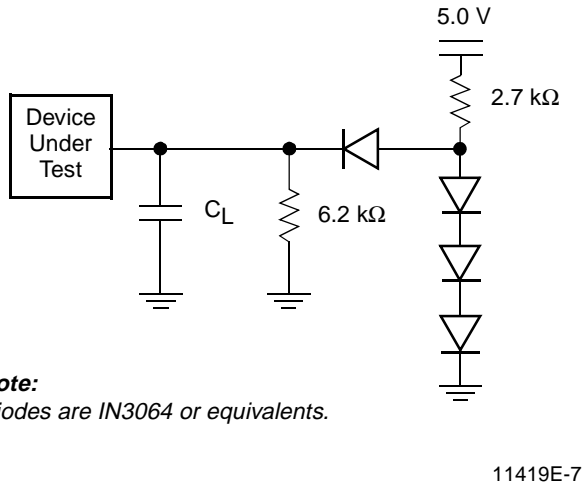 5.0 V
2.7 kΩ
Device
Under
Test
CL
6.2 kΩ
ote:
iodes are IN3064 or equivalents.
11419E-7